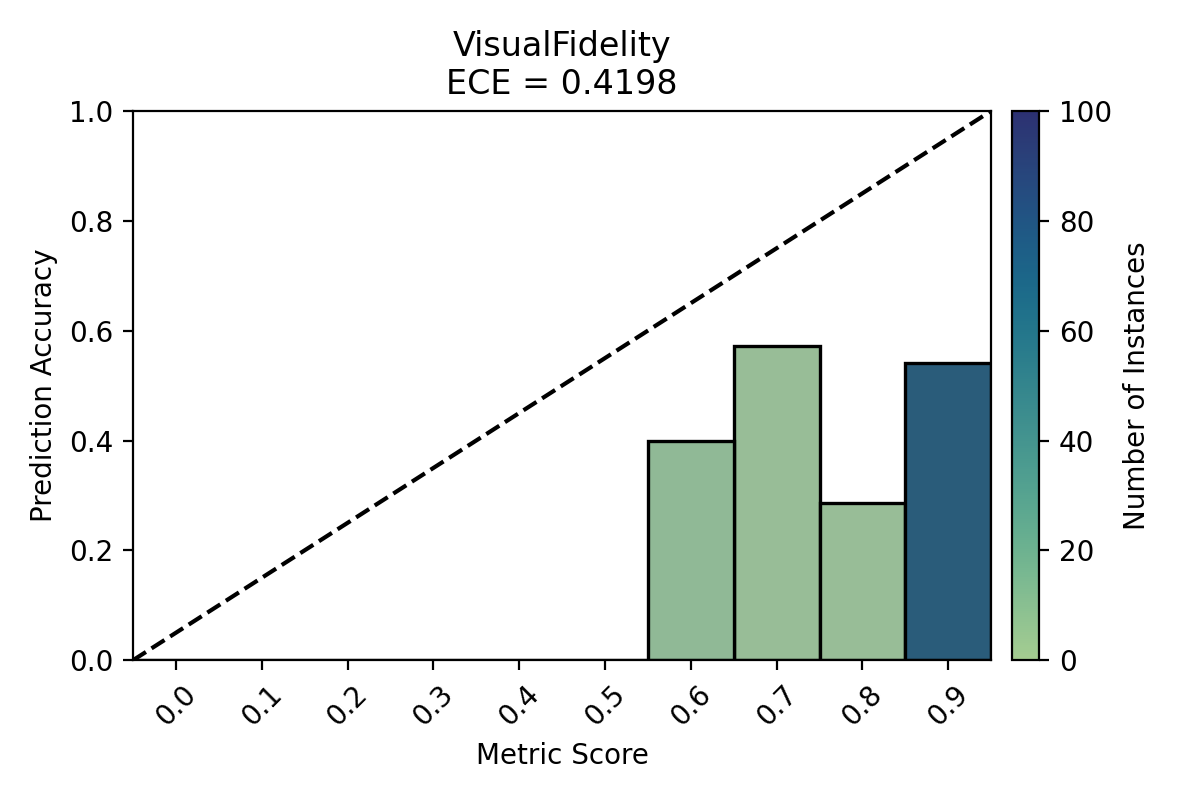 VisualFidelity
ECE = 0.4198
1.0
0.8
0.6
0.4
0.2
0.0
Prediction Accuracy
0.0 0.1 0.2 0.3 0.4 0.5 0.6 0.7 0.8 0.9
Metric Score
100
80
60
40
20
0
Number of Instances